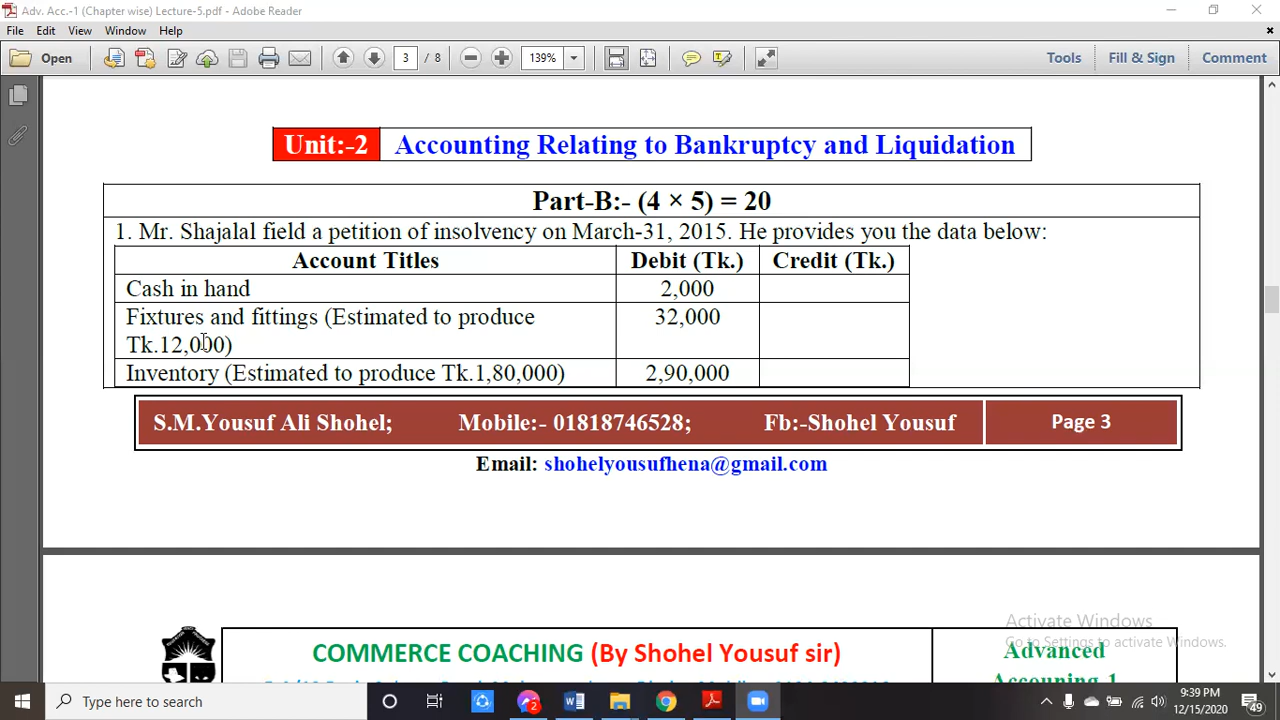 Adv. Acc.-1 (Chapter wise) Lecture-5.pdf - Adobe Reader
File Edit View Window Help
Open 3 / 8 139% Tools Fill & Sign Comment
Unit:-2 Accounting Relating to Bankruptcy and Liquidation
Part-B:- (4 × 5) = 20
1. Mr. Shajalal field a petition of insolvency on March-31, 2015. He provides you the data below:
Account Titles Debit (Tk.) Credit (Tk.)
Cash in hand 2,000
Fixtures and fittings (Estimated to produce 32,000
Tk.12,000)
Inventory (Estimated to produce Tk.1,80,000) 2,90,000
S.M.Yousuf Ali Shohel; Mobile:- 01818746528; Fb:-Shohel Yousuf Page 3
Email: shohelyousufhena@gmail.com
Activate Windows
Go to Settings to activate Windows.
COMMERCE COACHING (By Shohel Yousuf sir) Advanced
Accouning-1
Type here to search 2 9:39 PM
12/15/2020 49